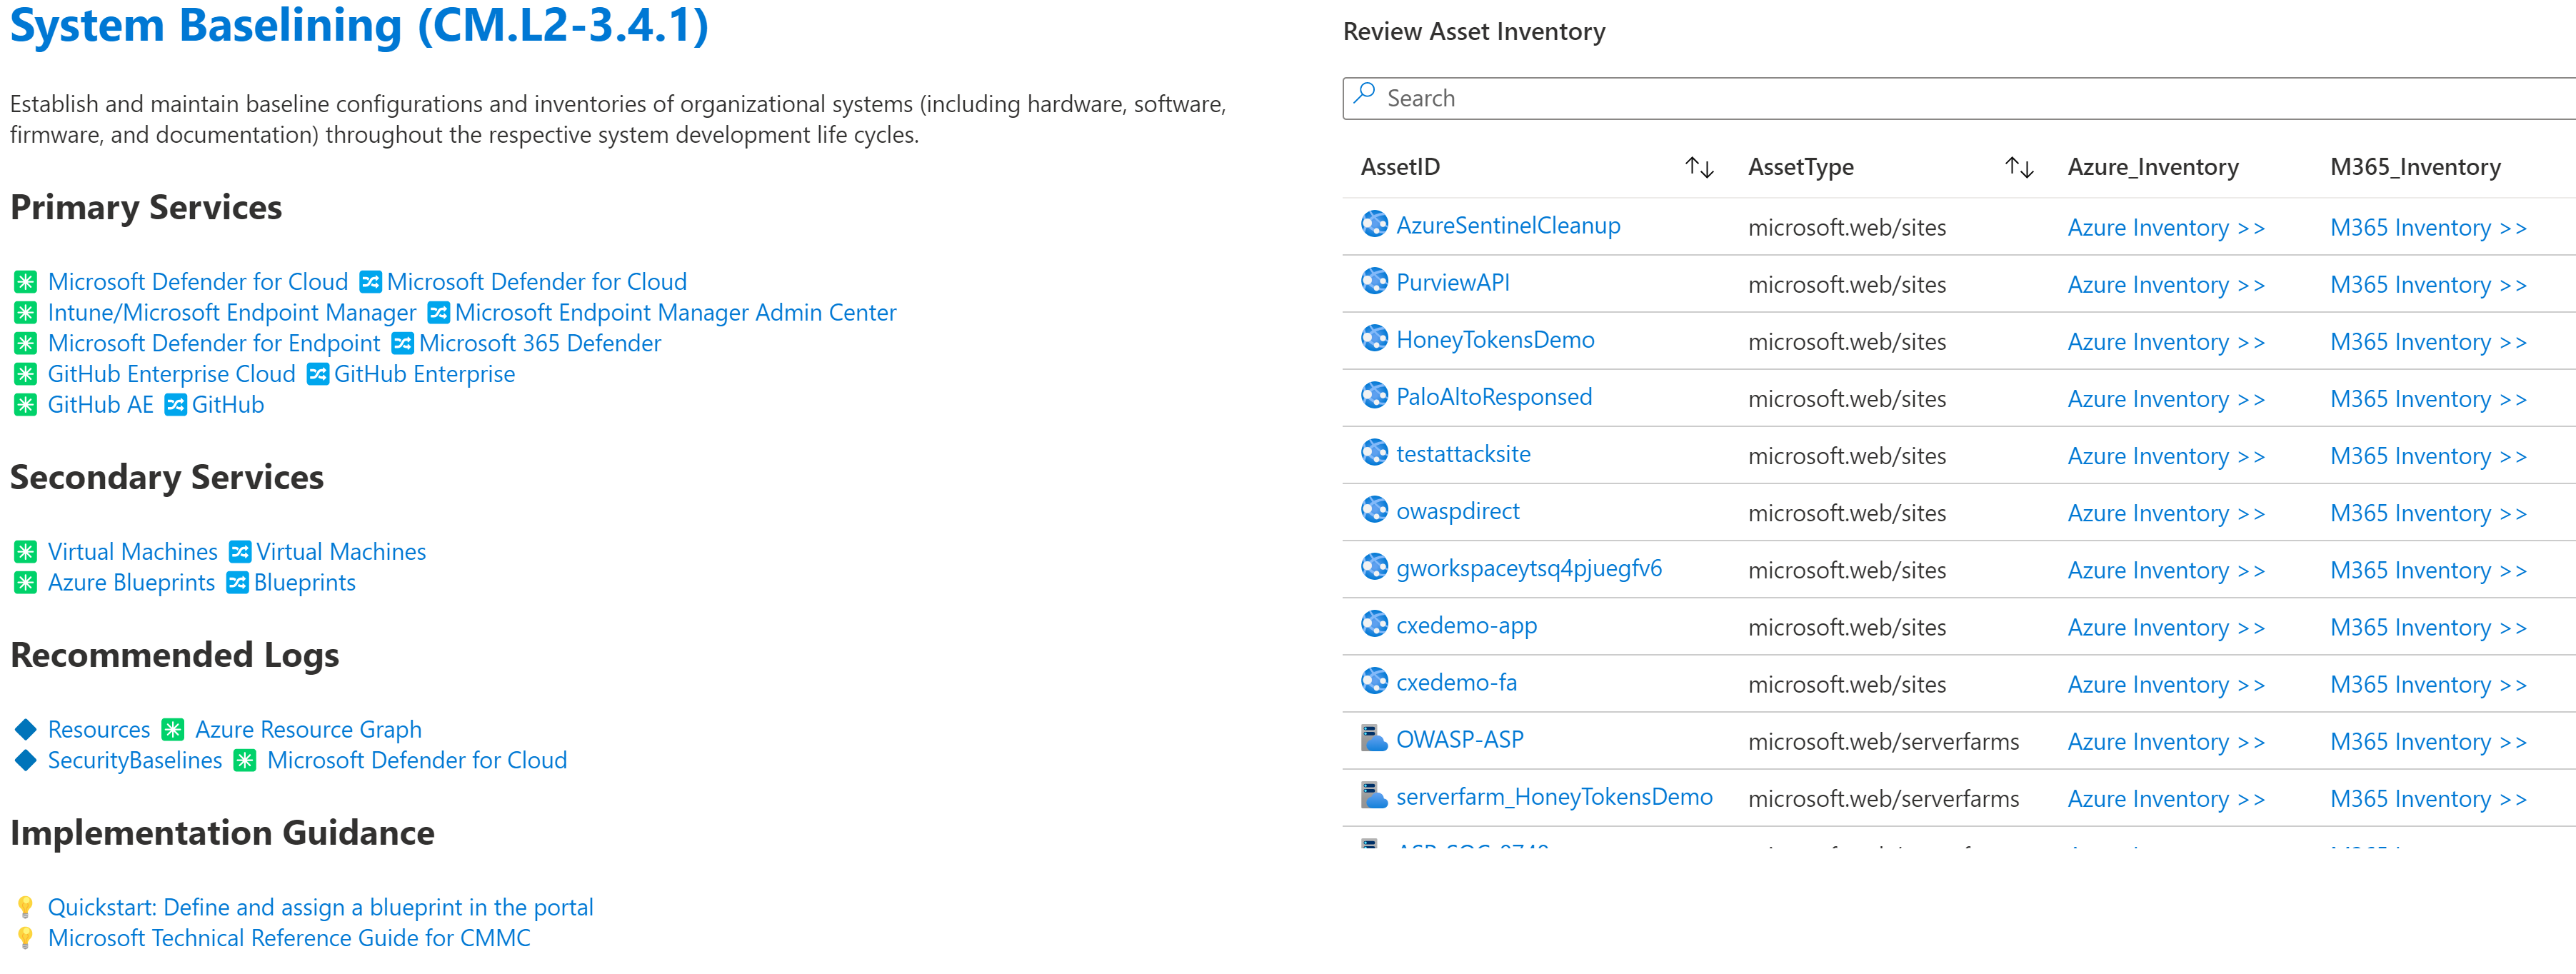 System Baselining (CM.L2-3.4.1)
Establish and maintain baseline configurations and inventories of organizational systems (including hardware, software,
firmware, and documentation) throughout the respective system development life cycles.
Primary Services
Microsoft Defender for Cloud Microsoft Defender for Cloud
Intune/Microsoft Endpoint Manager Microsoft Endpoint Manager Admin Center
Microsoft Defender for Endpoint Microsoft 365 Defender
GitHub Enterprise Cloud GitHub Enterprise
GitHub AE GitHub
Secondary Services
Virtual Machines Virtual Machines
Azure Blueprints Blueprints
Recommended Logs
Resources Azure Resource Graph
SecurityBaselines Microsoft Defender for Cloud
Implementation Guidance
Quickstart: Define and assign a blueprint in the portal
Microsoft Technical Reference Guide for CMMC
Review Asset Inventory
Search
AssetID AssetType Azure_Inventory M365_Inventory
AzureSentinelCleanup microsoft.web/sites Azure Inventory >> M365 Inventory >>
PurviewAPI microsoft.web/sites Azure Inventory >> M365 Inventory >>
HoneyTokensDemo microsoft.web/sites Azure Inventory >> M365 Inventory >>
PaloAltoResponsed microsoft.web/sites Azure Inventory >> M365 Inventory >>
testattacksite microsoft.web/sites Azure Inventory >> M365 Inventory >>
owaspdirect microsoft.web/sites Azure Inventory >> M365 Inventory >>
gworkspaceytsq4pjuegfv6 microsoft.web/sites Azure Inventory >> M365 Inventory >>
cxedemo-app microsoft.web/sites Azure Inventory >> M365 Inventory >>
cxedemo-fa microsoft.web/sites Azure Inventory >> M365 Inventory >>
OWASP-ASP microsoft.web/serverfarms Azure Inventory >> M365 Inventory >>
serverfarm_HoneyTokensDemo microsoft.web/serverfarms Azure Inventory >> M365 Inventory >>